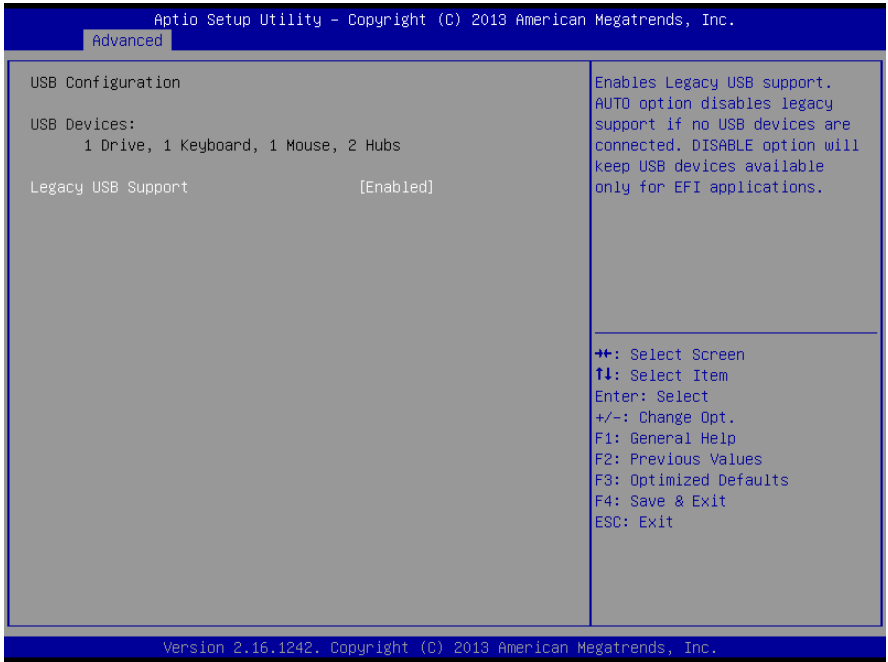 Aptio Setup Utility – Copyright (C) 2013 American Megatrends, Inc.
Advanced
USB Configuration
USB Devices:
1 Drive, 1 Keyboard, 1 Mouse, 2 Hubs
Legacy USB Support [Enabled]
Enables Legacy USB support.
AUTO option disables legacy
support if no USB devices are
connected. DISABLE option will
keep USB devices available
only for EFI applications.
→←: Select Screen
↑↓: Select Item
Enter: Select
+/-: Change Opt.
F1: General Help
F2: Previous Values
F3: Optimized Defaults
F4: Save & Exit
ESC: Exit
Version 2.16.1242. Copyright (C) 2013 American Megatrends, Inc.